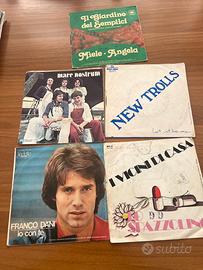 Il Giardino
dei Semplici
Miele - Angela
mare nostrum
NEW TROLLS
FRANCO DANI
io con te
I VICINI DI CASA
LO
SPAZZOLINO
subito